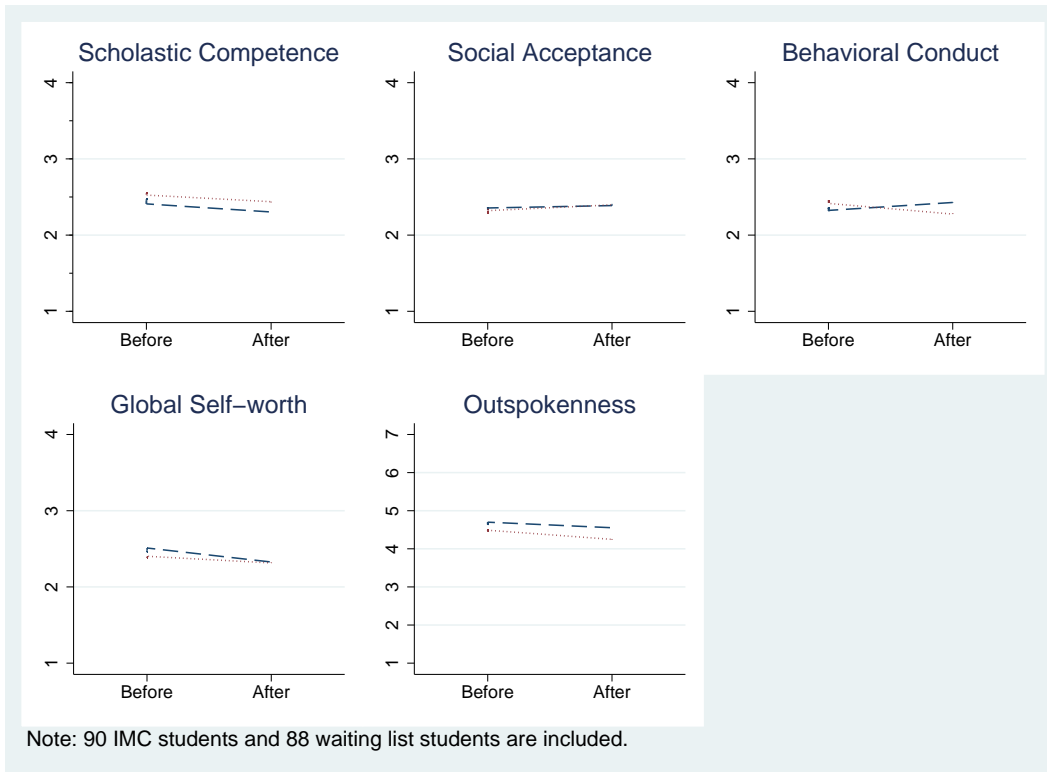 Scholastic Competence
4
3
2
1
Before After
Social Acceptance
4
3
2
1
Before After
Behavioral Conduct
4
3
2
1
Before After
Global Self−worth
4
3
2
1
Before After
Outspokenness
7
6
5
4
3
2
1
Before After
Note: 90 IMC students and 88 waiting list students are included.